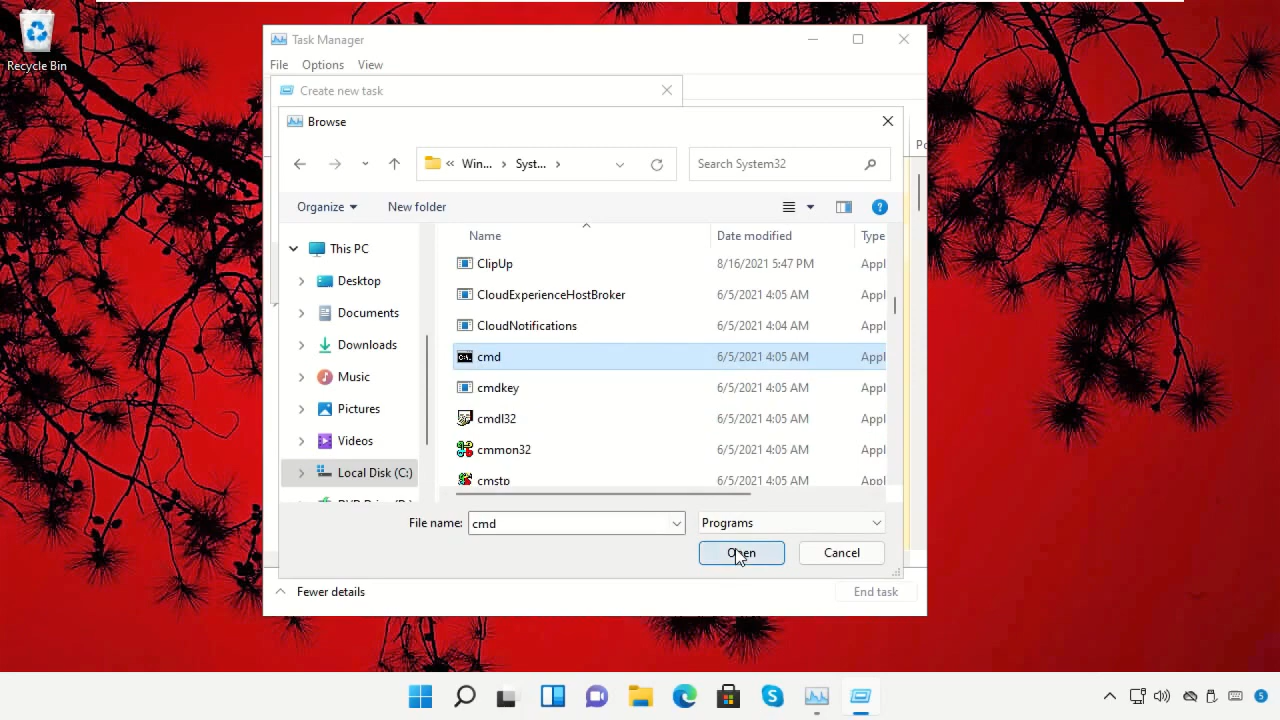 Recycle Bin
Task Manager
File Options View
Create new task
Browse
« Win... › Syst... ›
Search System32
Organize New folder
Name Date modified Type
This PC
Desktop
Documents
Downloads
Music
Pictures
Videos
Local Disk (C:)
ClipUp 8/16/2021 5:47 PM Appl
CloudExperienceHostBroker 6/5/2021 4:05 AM Appl
CloudNotifications 6/5/2021 4:04 AM Appl
cmd 6/5/2021 4:05 AM Appl
cmdkey 6/5/2021 4:05 AM Appl
cmdl32 6/5/2021 4:05 AM Appl
cmmon32 6/5/2021 4:05 AM Appl
cmstp 6/5/2021 4:05 AM Appl
File name: cmd Programs
Open Cancel
Fewer details End task
5